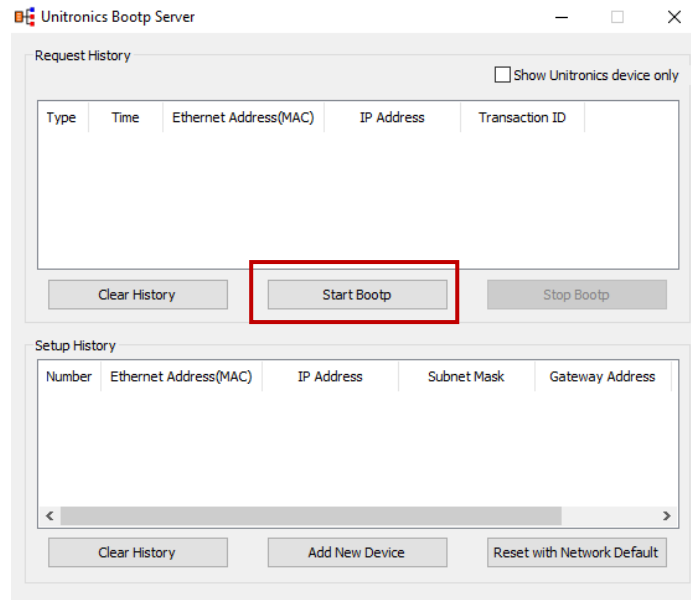 Unitronics Bootp Server
Request History
Show Unitronics device only
Type Time Ethernet Address(MAC) IP Address Transaction ID
Clear History Start Bootp Stop Bootp
Setup History
Number Ethernet Address(MAC) IP Address Subnet Mask Gateway Address
Clear History Add New Device Reset with Network Default